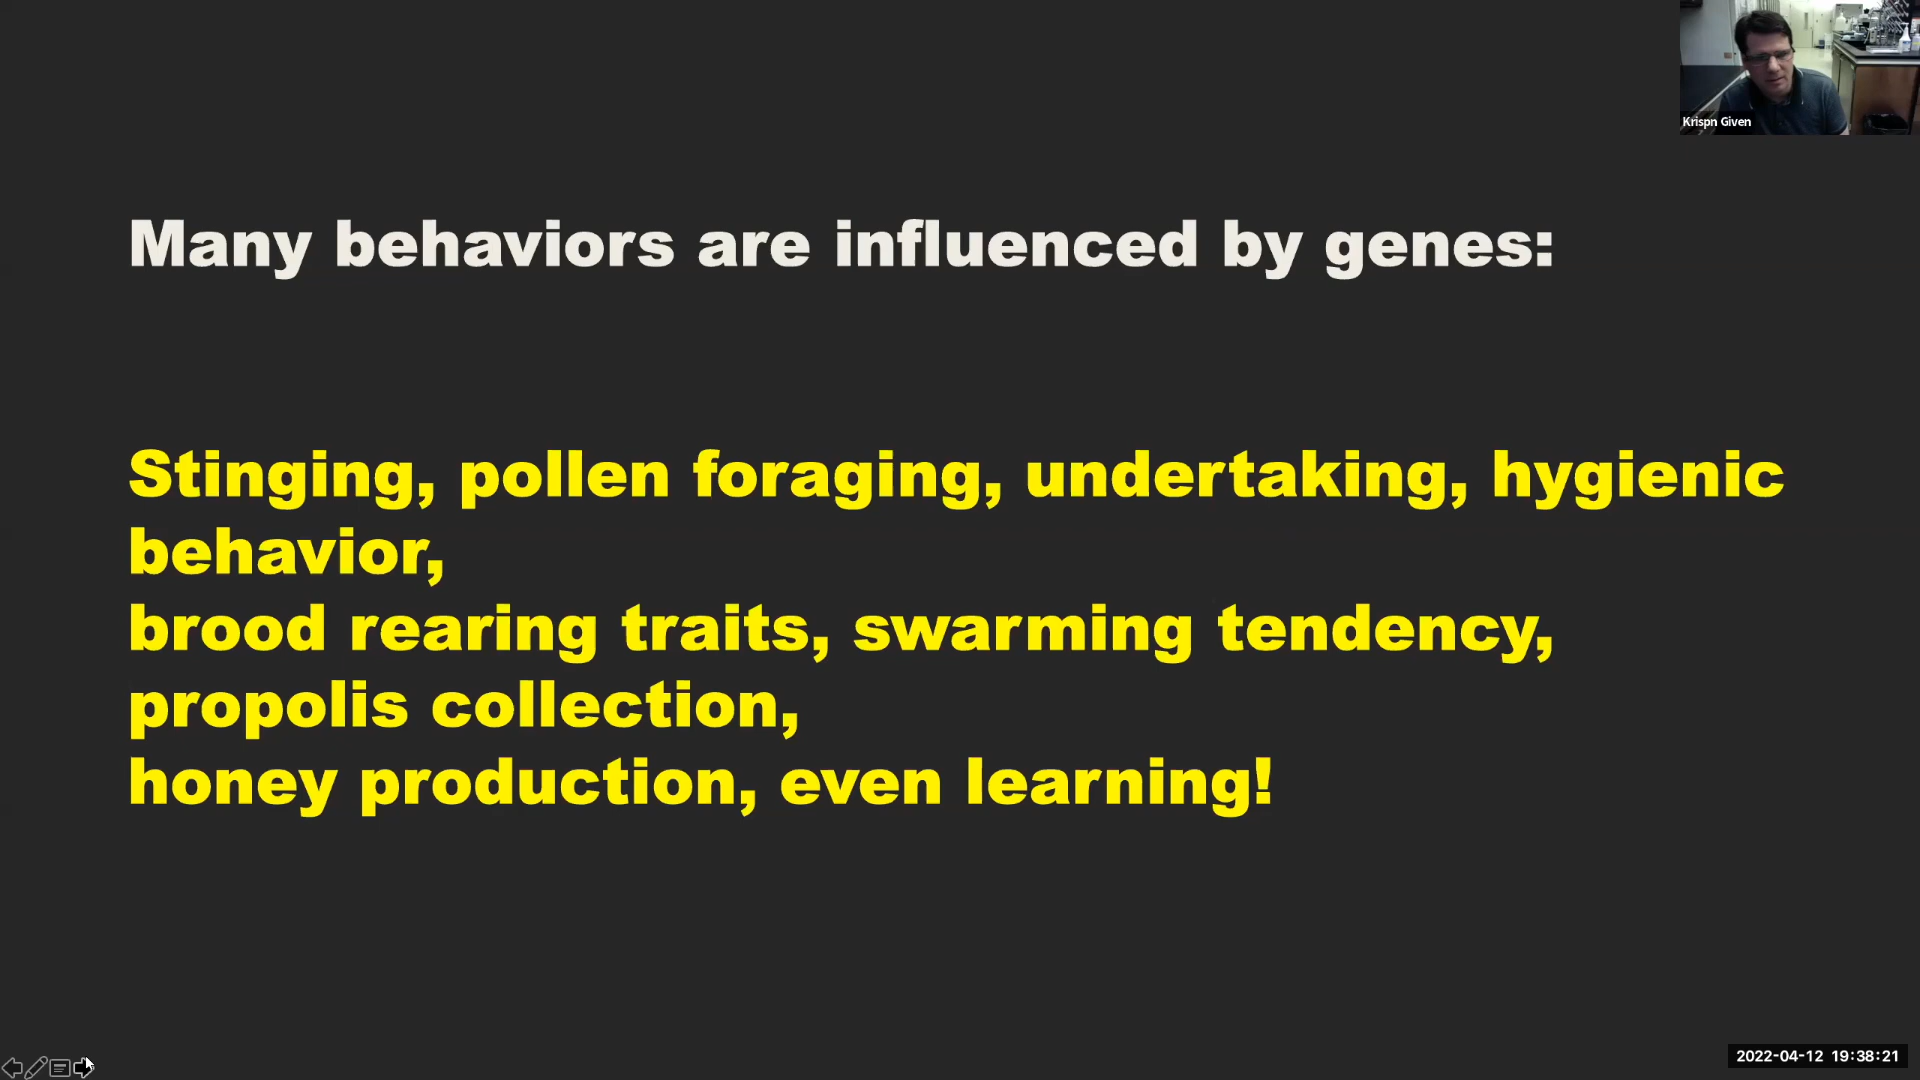 Krispn Given
Many behaviors are influenced by genes:
Stinging, pollen foraging, undertaking, hygienic
behavior,
brood rearing traits, swarming tendency,
propolis collection,
honey production, even learning!
2022-04-12 19:38:21